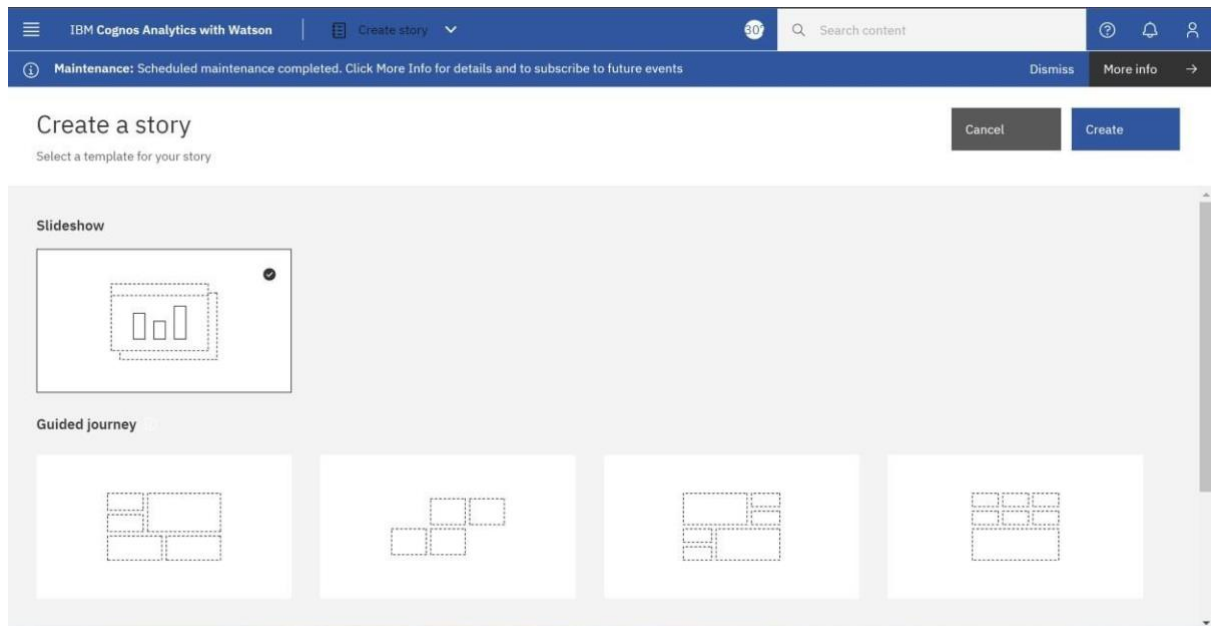 IBM Cognos Analytics with Watson
Create story
Search content
Maintenance: Scheduled maintenance completed. Click More Info for details and to subscribe to future events
Dismiss
More info
Create a story
Select a template for your story
Cancel
Create
Slideshow
Guided journey